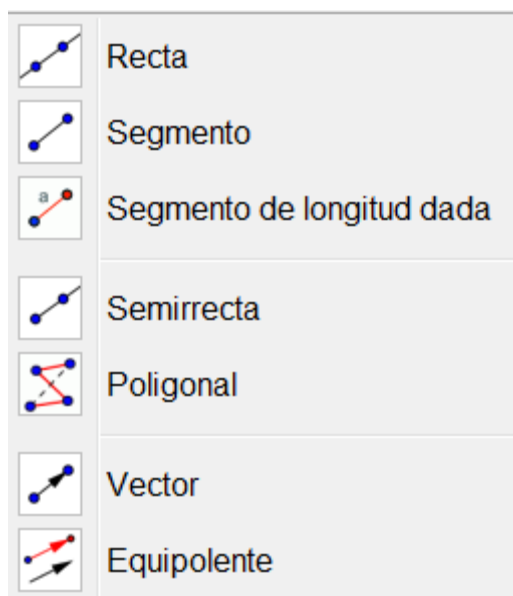 Recta
Segmento
a
Segmento de longitud dada
Semirrecta
Poligonal
Vector
Equipolente